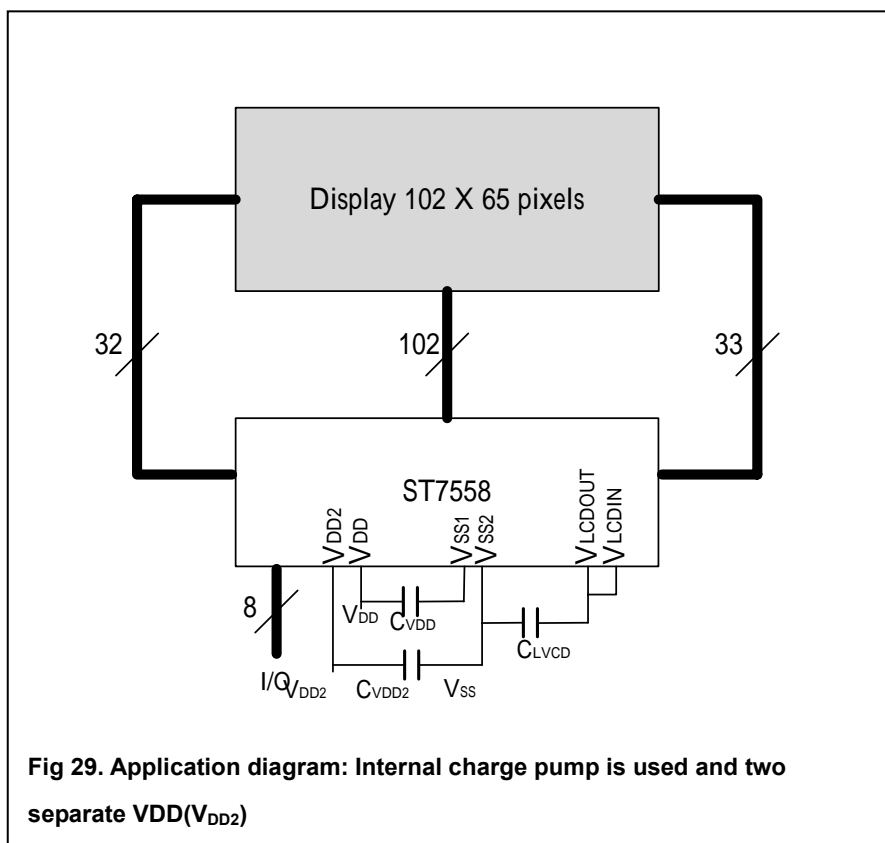 Display 102 X 65 pixels
32
102
33
ST7558
VDD2
VDD
VSS1
VSS2
VLCDOUT
VLCDIN
8
VDD
CVDD
CLVCD
I/O
VDD2
CVDD2
VSS
Fig 29. Application diagram: Internal charge pump is used and two
separate VDD(VDD2)